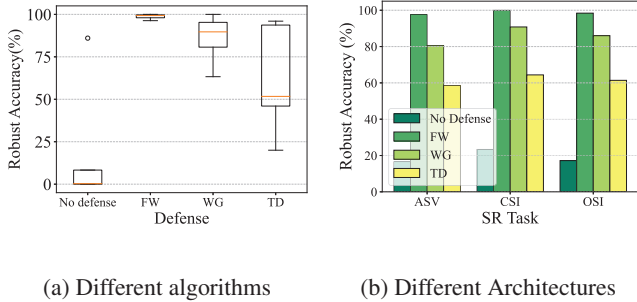 100
75
50
25
0
Robust Accuracy(%)
No defense FW WG TD
Defense
(a) Different algorithms
100
80
60
40
20
0
Robust Accuracy (%)
No Defense
FW
WG
TD
ASV CSI OSI
SR Task
(b) Different Architectures